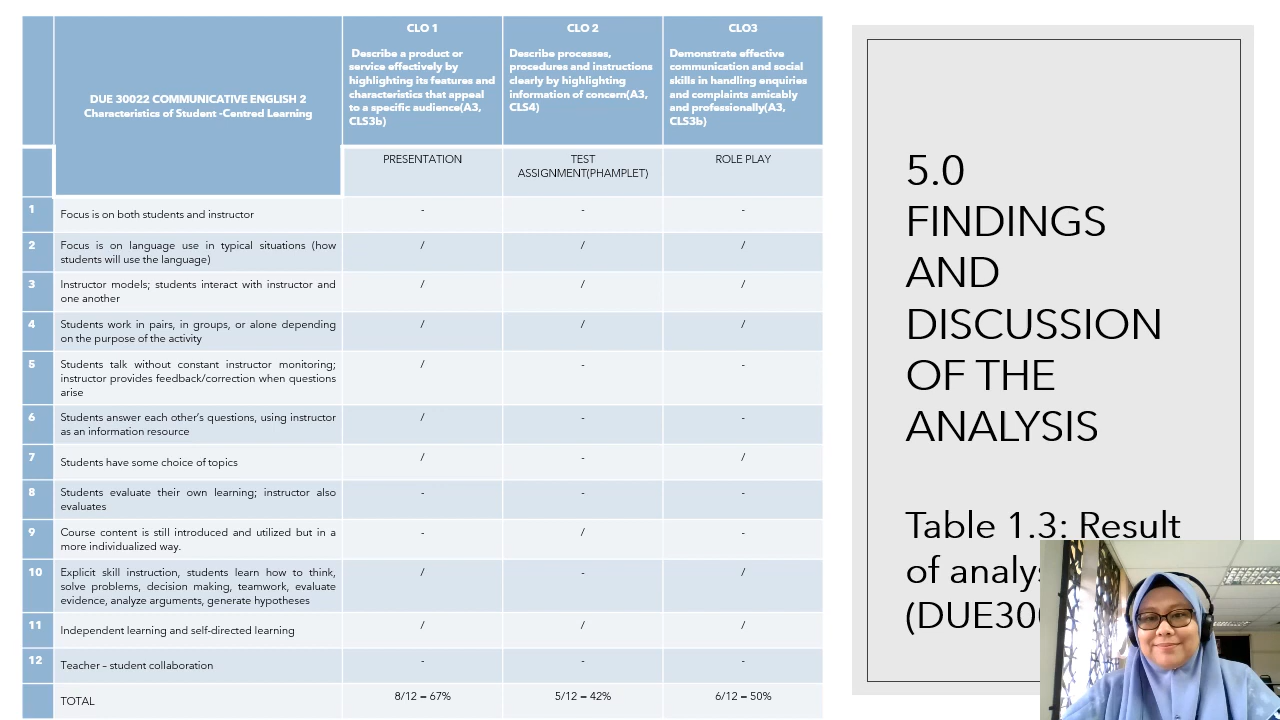 CLO 1
CLO 2
CLO3
DUE 30022 COMMUNICATIVE ENGLISH 2
Characteristics of Student -Centred Learning
Describe a product or
service effectively by
highlighting its features and
characteristics that appeal
to a specific audience(A3,
CLS3b)
Describe processes,
procedures and instructions
clearly by highlighting
information of concern(A3,
CLS4)
Demonstrate effective
communication and social
skills in handling enquiries
and complaints amicably
and professionally(A3,
CLS3b)
PRESENTATION
TEST
ASSIGNMENT(PHAMPLET)
ROLE PLAY
1 Focus is on both students and instructor - - -
2 Focus is on language use in typical situations (how
students will use the language) / / /
3 Instructor models; students interact with instructor and
one another / / /
4 Students work in pairs, in groups, or alone depending
on the purpose of the activity / / /
5 Students talk without constant instructor monitoring;
instructor provides feedback/correction when questions
arise / - -
6 Students answer each other's questions, using instructor
as an information resource / - -
7 Students have some choice of topics / - /
8 Students evaluate their own learning; instructor also
evaluates - - -
9 Course content is still introduced and utilized but in a
more individualized way. - / -
10 Explicit skill instruction, students learn how to think,
solve problems, decision making, teamwork, evaluate
evidence, analyze arguments, generate hypotheses / - /
11 Independent learning and self-directed learning / / /
12 Teacher – student collaboration - - -
TOTAL 8/12 = 67% 5/12 = 42% 6/12 = 50%
5.0
FINDINGS
AND
DISCUSSION
OF THE
ANALYSIS
Table 1.3: Result
of